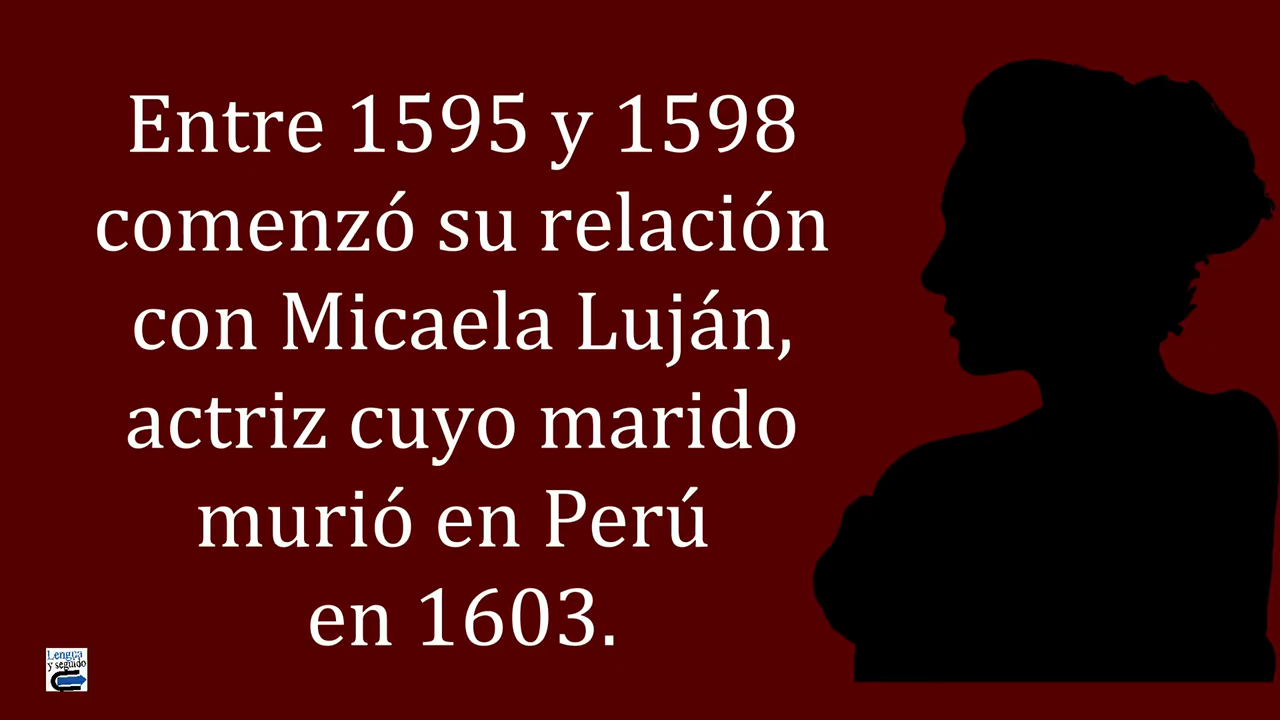 Entre 1595 y 1598
comenzó su relación
con Micaela Luján,
actriz cuyo marido
murió en Perú
en 1603.
Lengua
y seguido